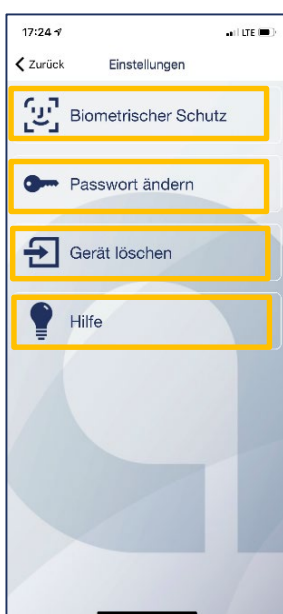 17:24
LTE
Zurück
Einstellungen
Biometrischer Schutz
Passwort ändern
Gerät löschen
Hilfe